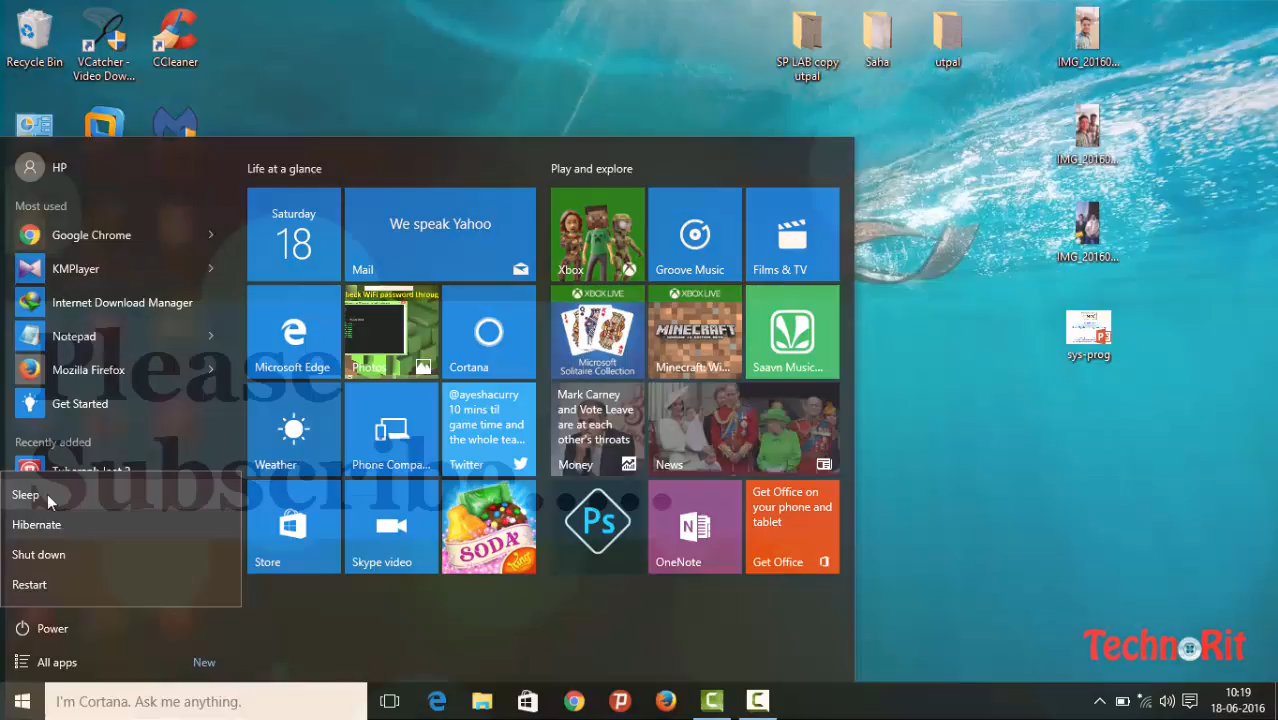 Recycle Bin
VCatcher -
Video Dow...
CCleaner
SP LAB copy
utpal
Saha
utpal
IMG_20160...
IMG_20160...
IMG_20160...
sys-prog
HP
Most used
Google Chrome
KMPlayer
Internet Download Manager
Notepad
Mozilla Firefox
Get Started
Recently added
Sleep
Hibernate
Shut down
Restart
Power
All apps
New
Life at a glance
Saturday
18
We speak Yahoo
Mail
Microsoft Edge
Photos
Cortana
Weather
Phone Compa...
@ayeshacurry
10 mins til
game time and
the whole tea...
Twitter
Store
Skype video
SODA
King
Play and explore
Xbox
Groove Music
Films & TV
XBOX LIVE
Microsoft
Solitaire Collection
XBOX LIVE
MINECRAFT
Minecraft: Wi...
Saavn Music...
Mark Carney
and Vote Leave
are at each
other's throats
Money
News
Ps
OneNote
Get Office on
your phone and
tablet
Get Office
Please
Subscribe.....
TechnoRit
I'm Cortana. Ask me anything.
10:19
18-06-2016